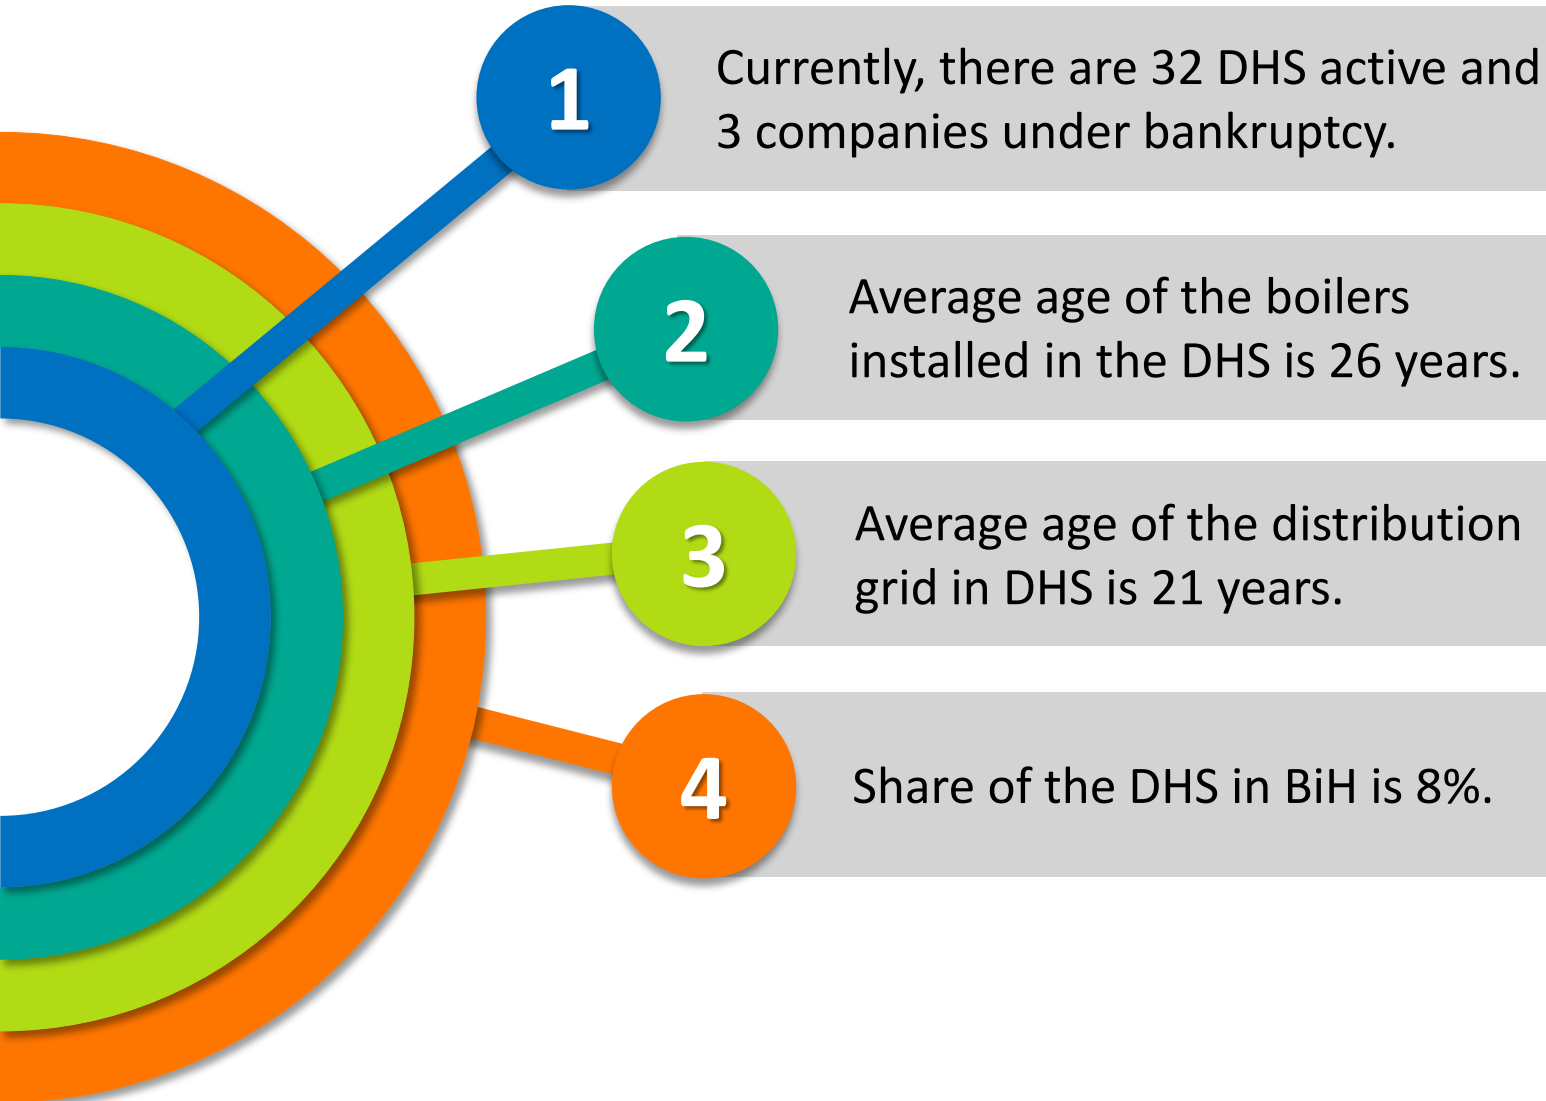 1
Currently, there are 32 DHS active and
3 companies under bankruptcy.
2
Average age of the boilers
installed in the DHS is 26 years.
3
Average age of the distribution
grid in DHS is 21 years.
4
Share of the DHS in BiH is 8%.